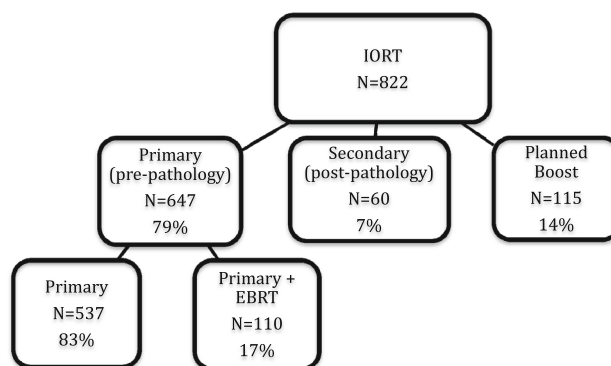 IORT
N=822
Primary
(pre-pathology)
N=647
79%
Secondary
(post-pathology)
N=60
7%
Planned
Boost
N=115
14%
Primary
N=537
83%
Primary +
EBRT
N=110
17%